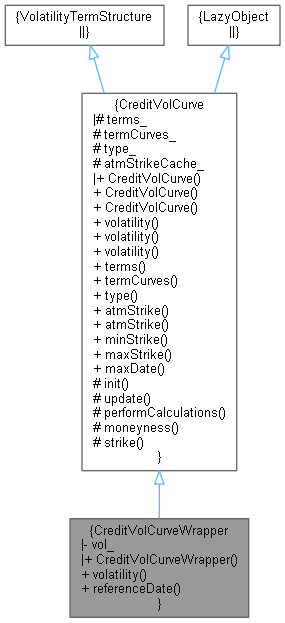 {VolatilityTermStructure
||}
{LazyObject
||}
{CreditVolCurve
|# terms_
# termCurves_
# type_
# atmStrikeCache_
|+ CreditVolCurve()
+ CreditVolCurve()
+ CreditVolCurve()
+ volatility()
+ volatility()
+ volatility()
+ terms()
+ termCurves()
+ type()
+ atmStrike()
+ atmStrike()
+ minStrike()
+ maxStrike()
+ maxDate()
# init()
# update()
# performCalculations()
# moneyness()
# strike()
}
{CreditVolCurveWrapper
|- vol_
|+ CreditVolCurveWrapper()
+ volatility()
+ referenceDate()
}